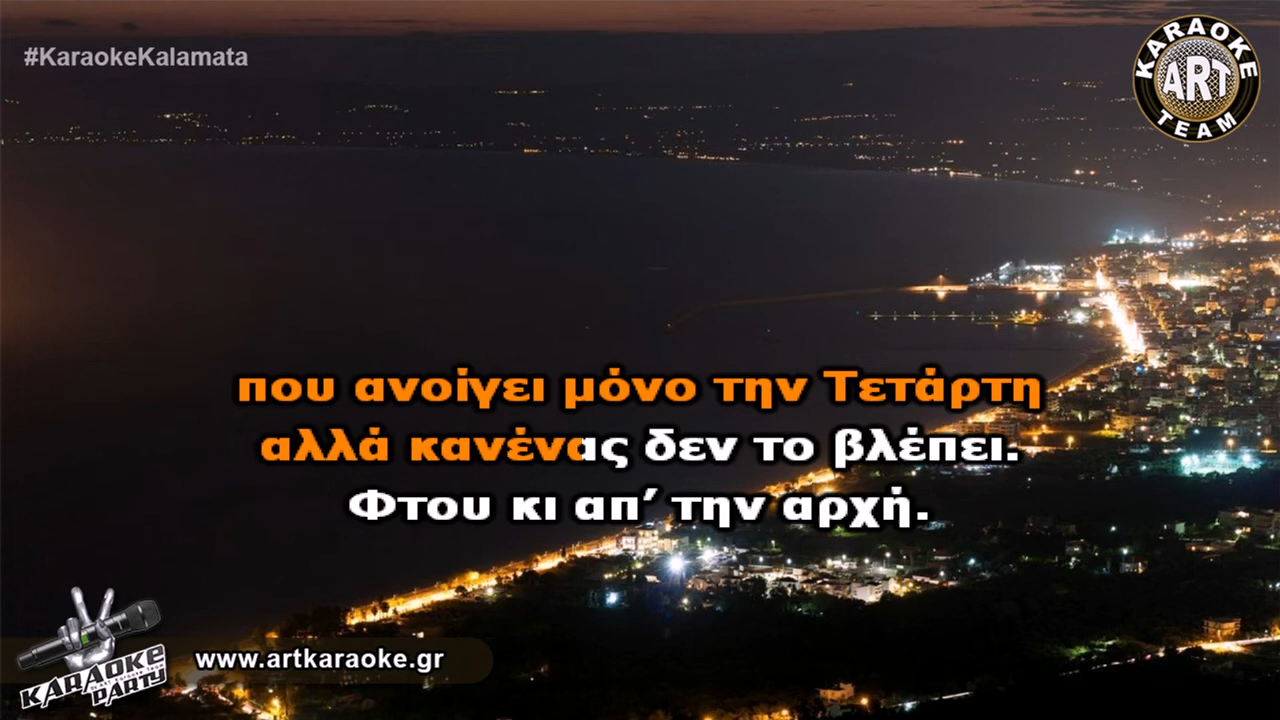 #KaraokeKalamata
KARAOKE
ART
TEAM
που ανοίγει μόνο την Τετάρτη
αλλά κανένας δεν το βλέπει.
Φτου κι απ’ την αρχή.
KARAOKE
PARTY
www.artkaraoke.gr